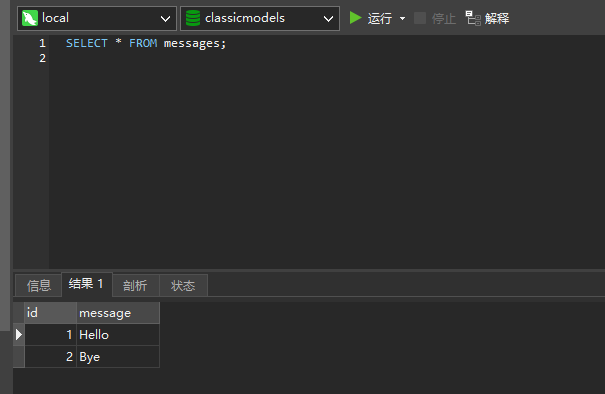 local classicmodels 运行 停止 解释
1 SELECT * FROM messages;
2
信息 结果 1 剖析 状态
id message
1 Hello
2 Bye